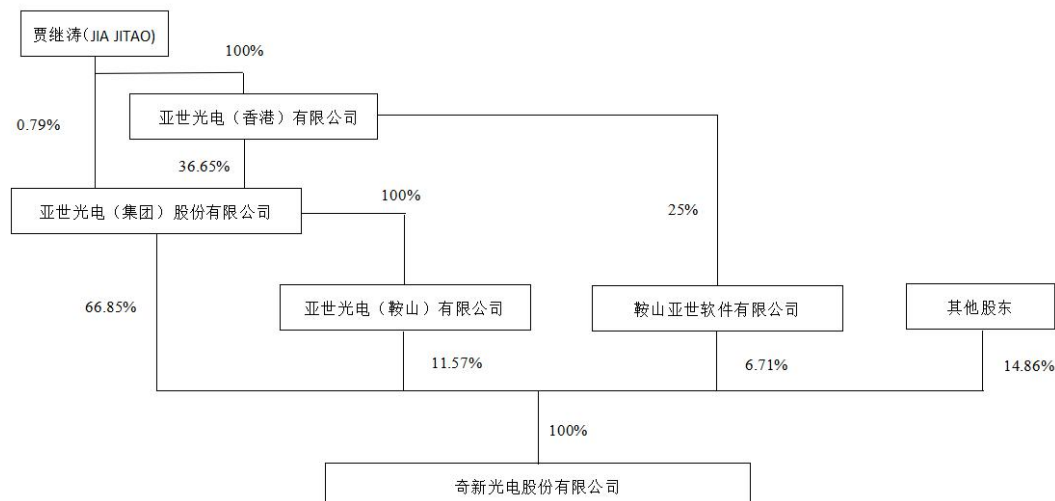 贾继涛(JIA JITAO)
100%
亚世光电（香港）有限公司
0.79%
36.65%
100%
亚世光电（集团）股份有限公司
25%
66.85%
亚世光电（鞍山）有限公司
鞍山亚世软件有限公司
其他股东
11.57%
6.71%
14.86%
100%
奇新光电股份有限公司